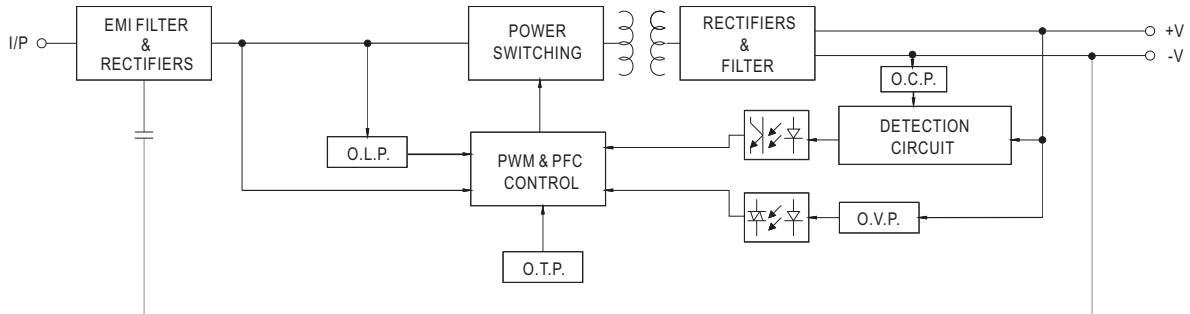 I/P
EMI FILTER
&
RECTIFIERS
POWER
SWITCHING
RECTIFIERS
&
FILTER
+V
-V
O.C.P.
DETECTION
CIRCUIT
O.L.P.
PWM & PFC
CONTROL
O.V.P.
O.T.P.